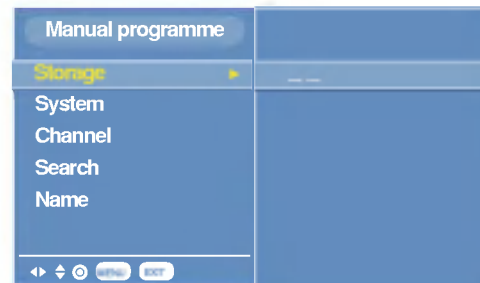 Manual programme
Storage
System
Channel
Search
Name
MENU EXIT